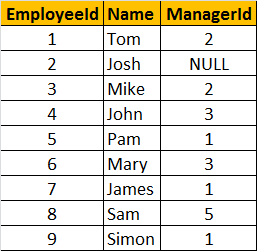 EmployeeId Name ManagerId
1 Tom 2
2 Josh NULL
3 Mike 2
4 John 3
5 Pam 1
6 Mary 3
7 James 1
8 Sam 5
9 Simon 1